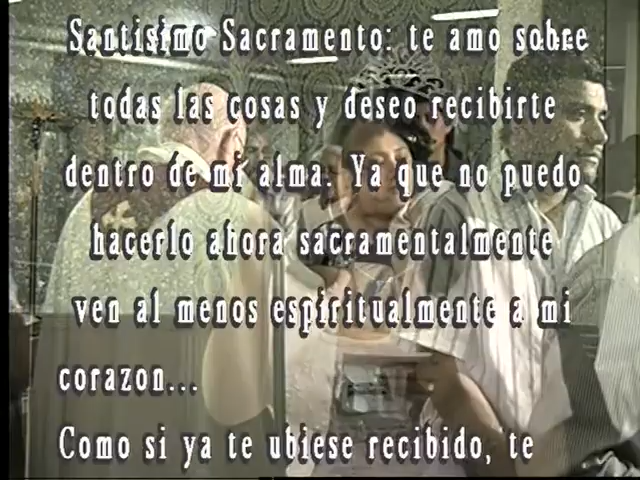 Santisimo Sacramento: te amo sobre
todas las cosas y deseo recibirte
dentro de mi alma. Ya que no puedo
hacerlo ahora sacramentalmente
ven al menos espiritualmente a mi
corazon...
Como si ya te ubiese recibido, te